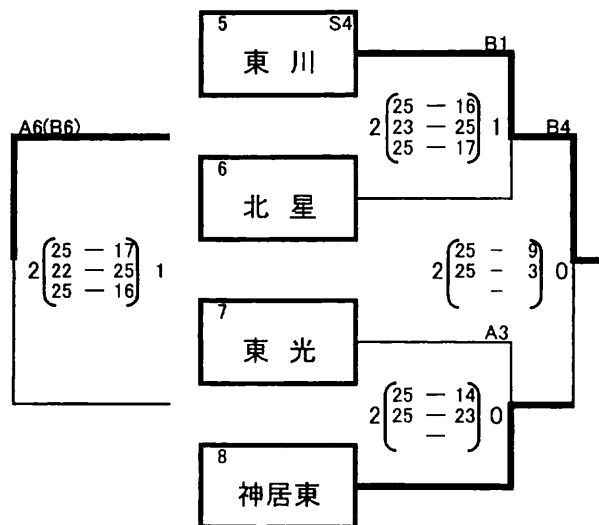 5 S4
東川
B1
25 — 16
2 23 — 25 1
25 — 17
A6(B6)
B4
6
北星
25 — 17
2 22 — 25 1
25 — 16
25 - 9
2 25 - 3 0
-
7
東光
A3
25 — 14
2 25 — 23 0
—
8
神居東